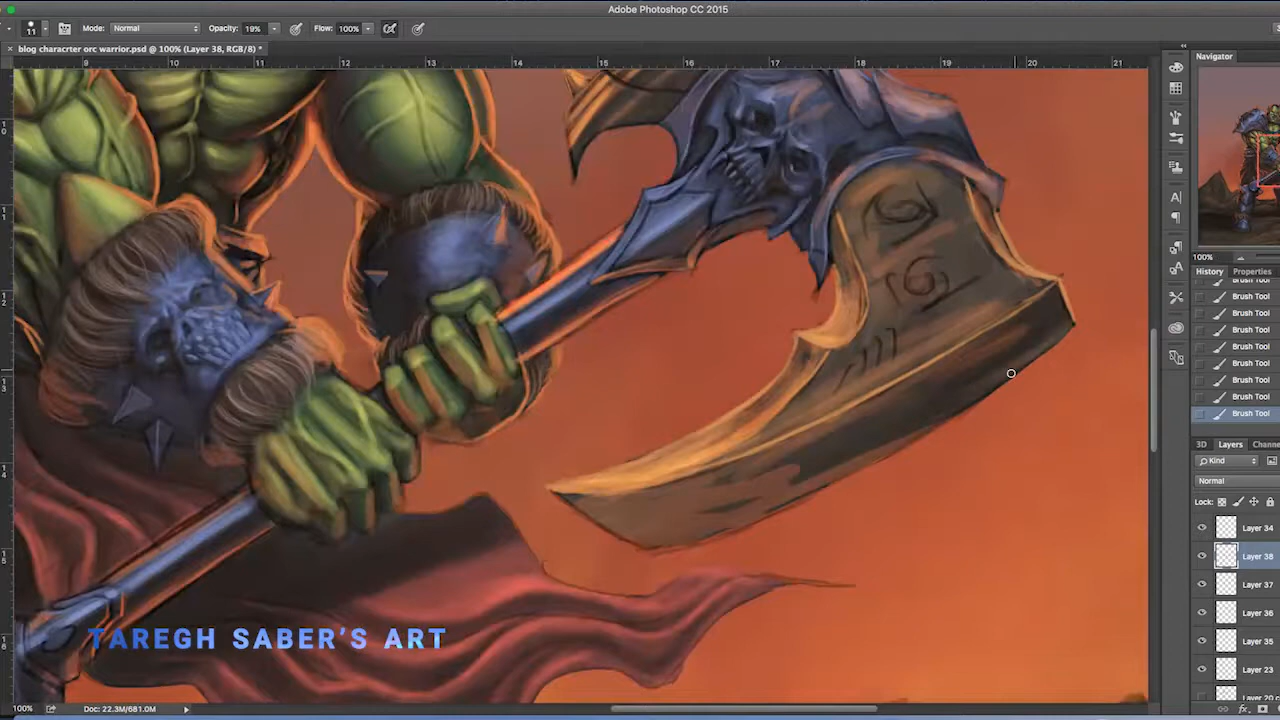 Adobe Photoshop CC 2015
11 Mode: Normal Opacity: 19% Flow: 100%
blog characrter orc warrior.psd @ 100% (Layer 38, RGB/8) *
9 10 11 12 13 14 15 16 17 18 19 20 21
Navigator
100%
History Properties
Brush Tool
Brush Tool
Brush Tool
Brush Tool
Brush Tool
Brush Tool
Brush Tool
Brush Tool
Brush Tool
3D Layers Channe
Kind
Normal
Lock:
Layer 34
Layer 38
Layer 37
Layer 36
Layer 35
Layer 23
TAREGH SABER'S ART
100% Doc: 22.3M/681.0M